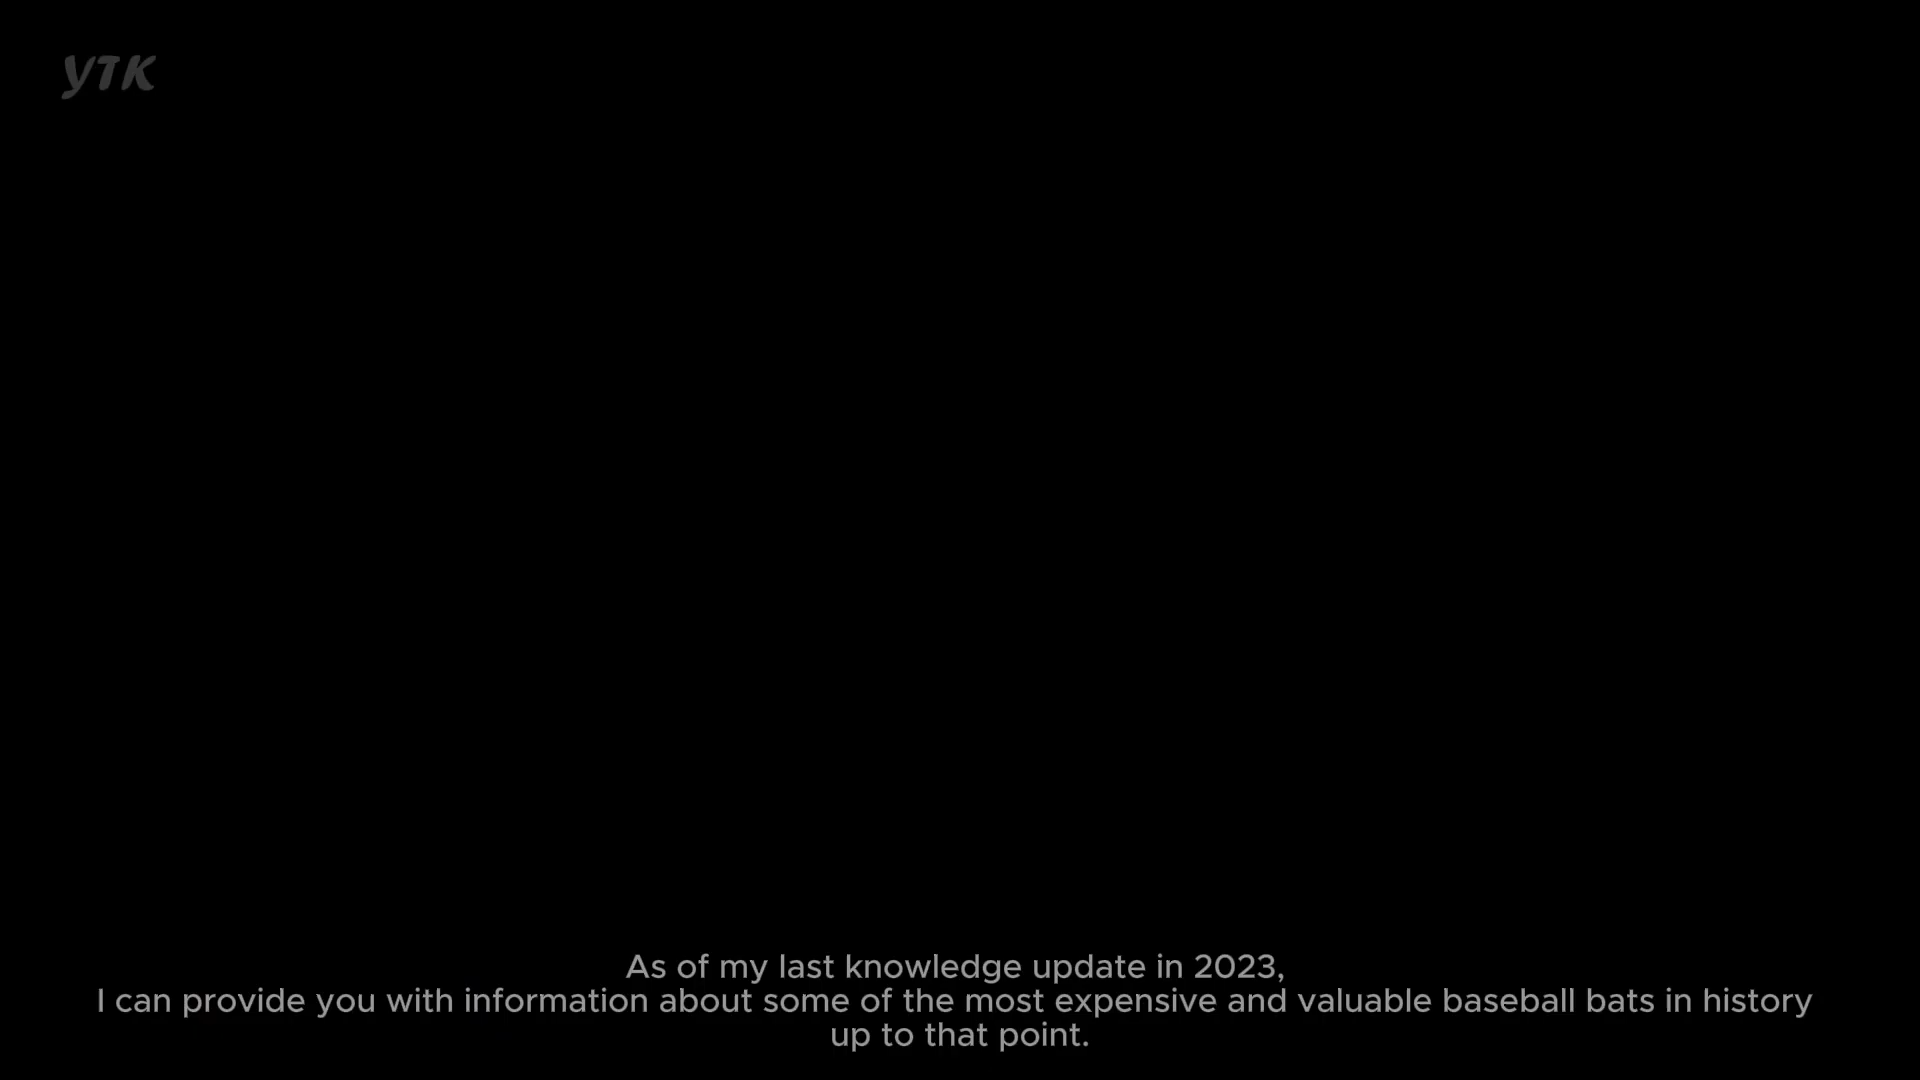 YTK
As of my last knowledge update in 2023,
I can provide you with information about some of the most expensive and valuable baseball bats in history
up to that point.